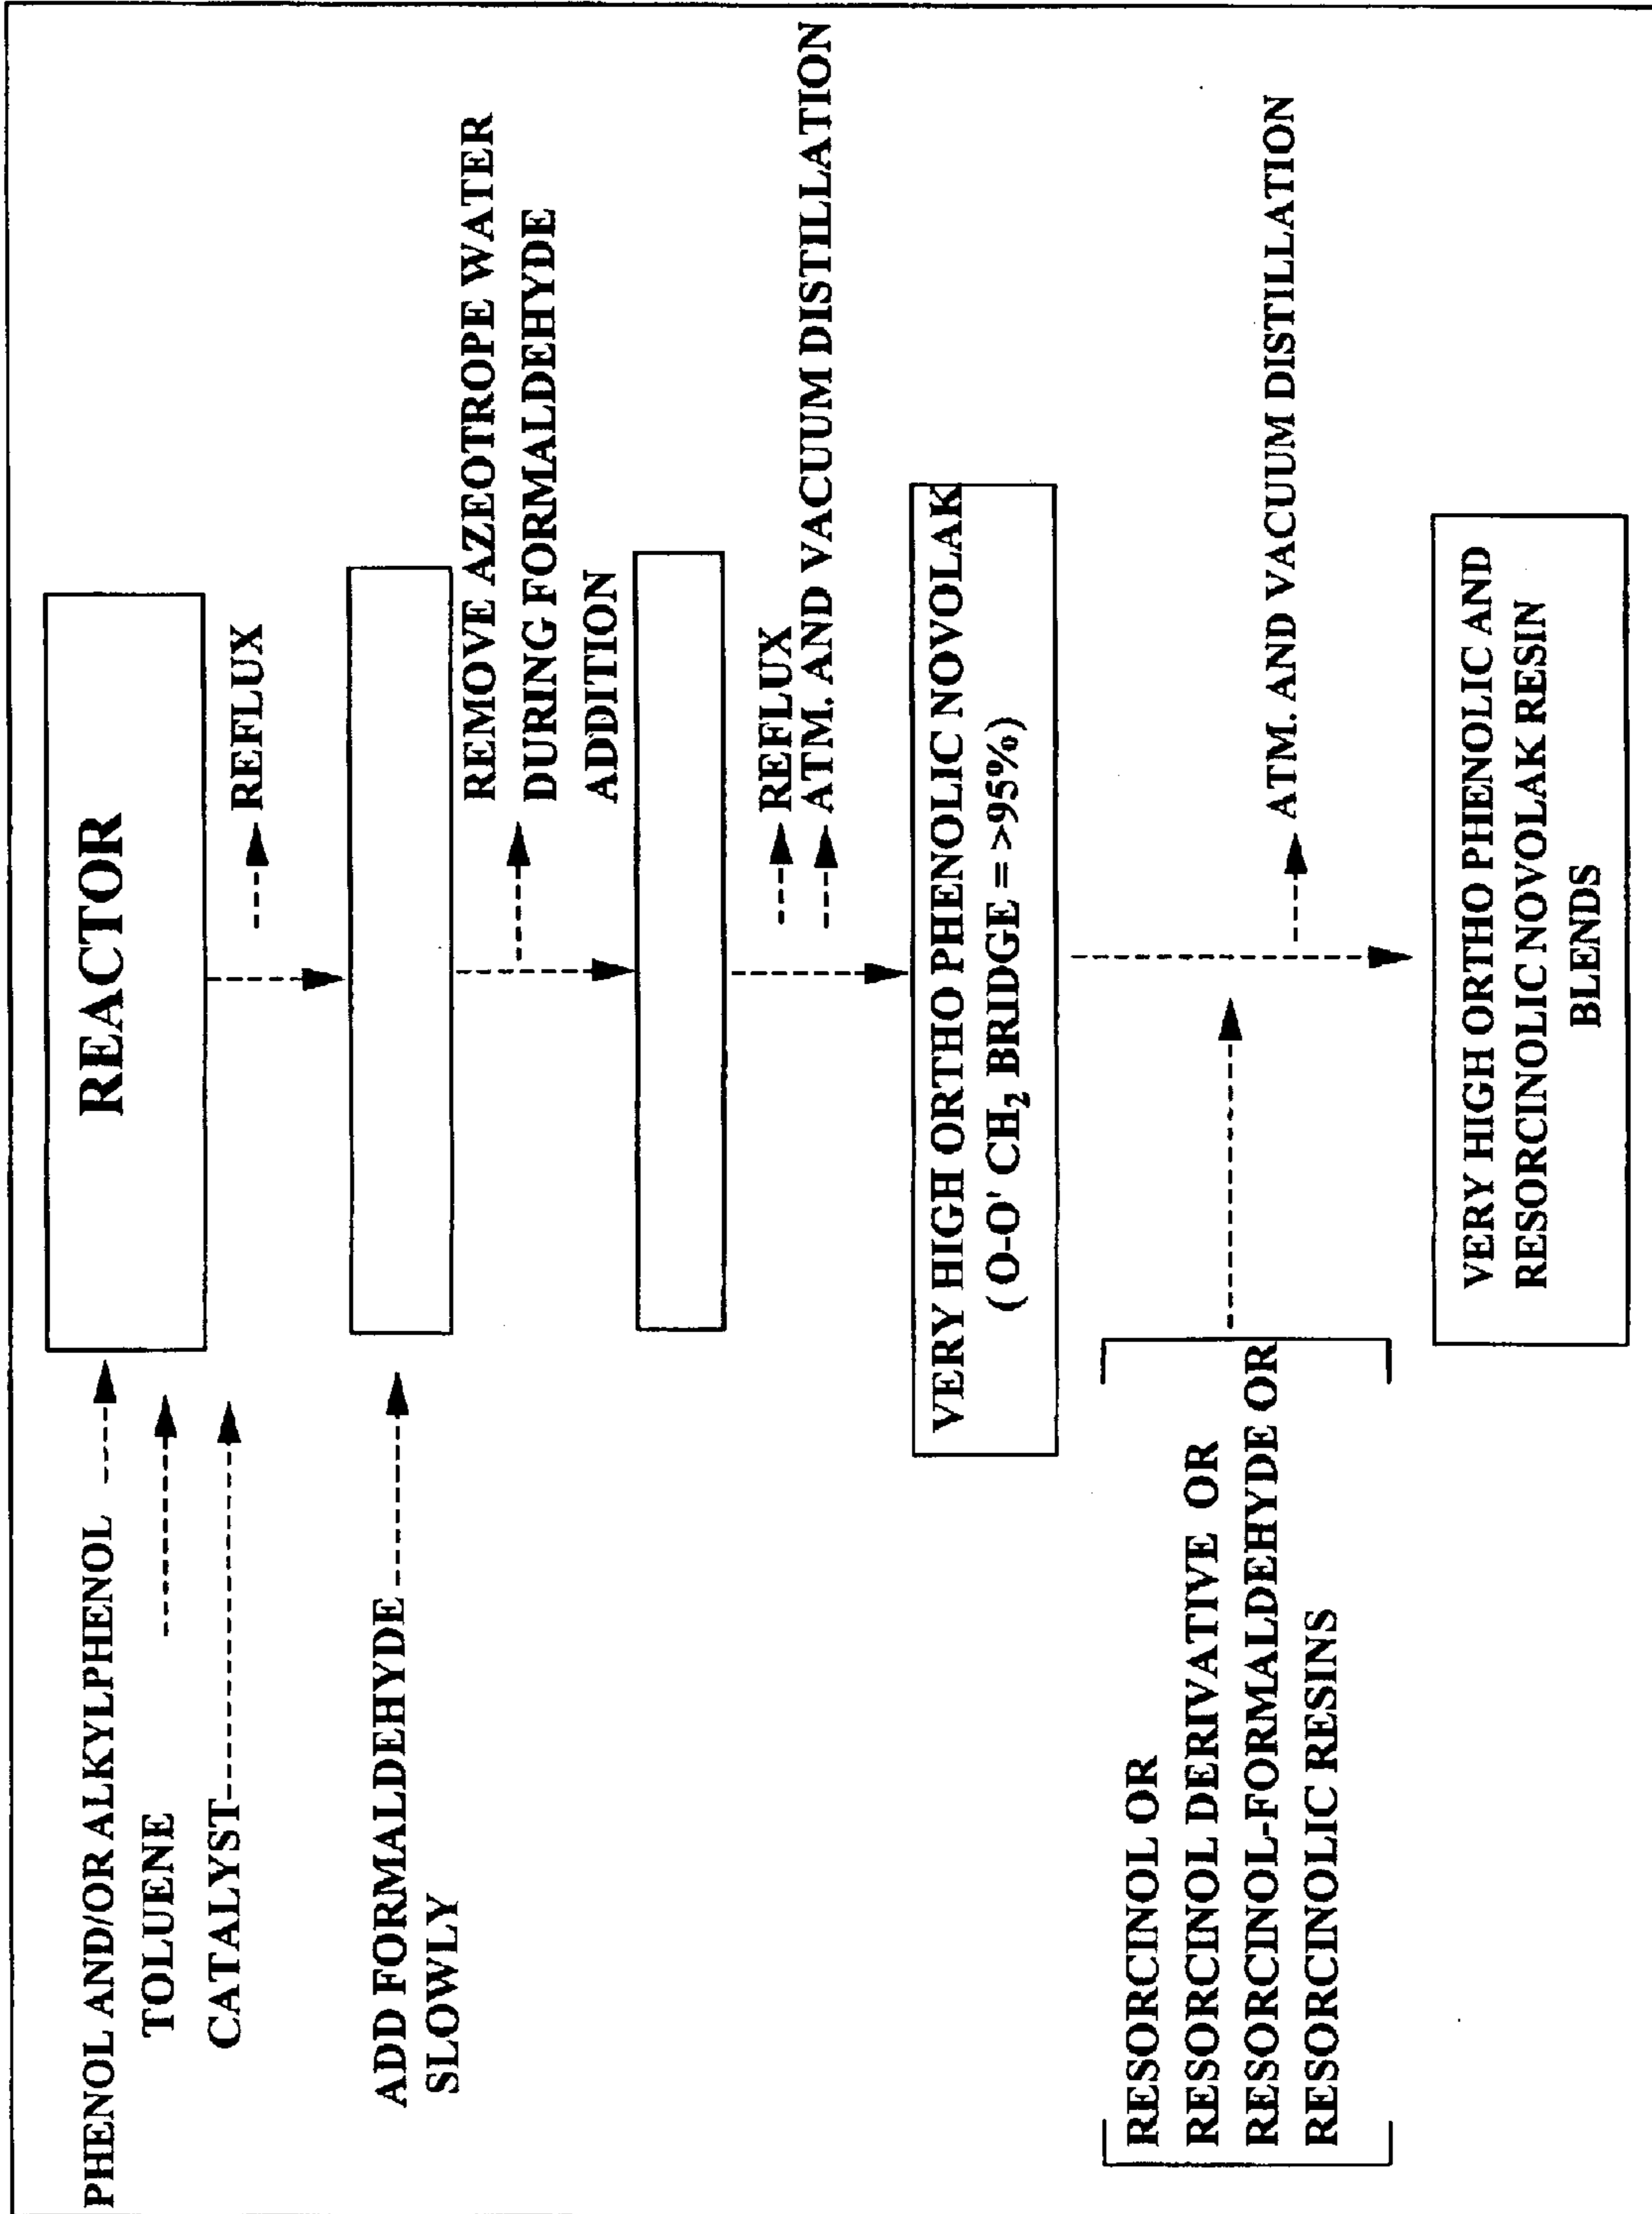 REACTOR
PHENOL AND/OR ALKYLPHENOL
TOLUENE
CATALYST
REFLUX
ADD FORMALDEHYDE
SLOWLY
REMOVE AZEOTROPE WATER
DURING FORMALDEHYDE
ADDITION
REFLUX
ATM. AND VACUUM DISTILLATION
VERY HIGH ORTHO PHENOLIC NOVOLAK
( O-O' CH₂ BRIDGE = >95%)
RESORCINOL OR
RESORCINOL DERIVATIVE OR
RESORCINOL-FORMALDEHYDE OR
RESORCINOLIC RESINS
ATM. AND VACUUM DISTILLATION
VERY HIGH ORTHO PHENOLIC AND
RESORCINOLIC NOVOLAK RESIN
BLENDS